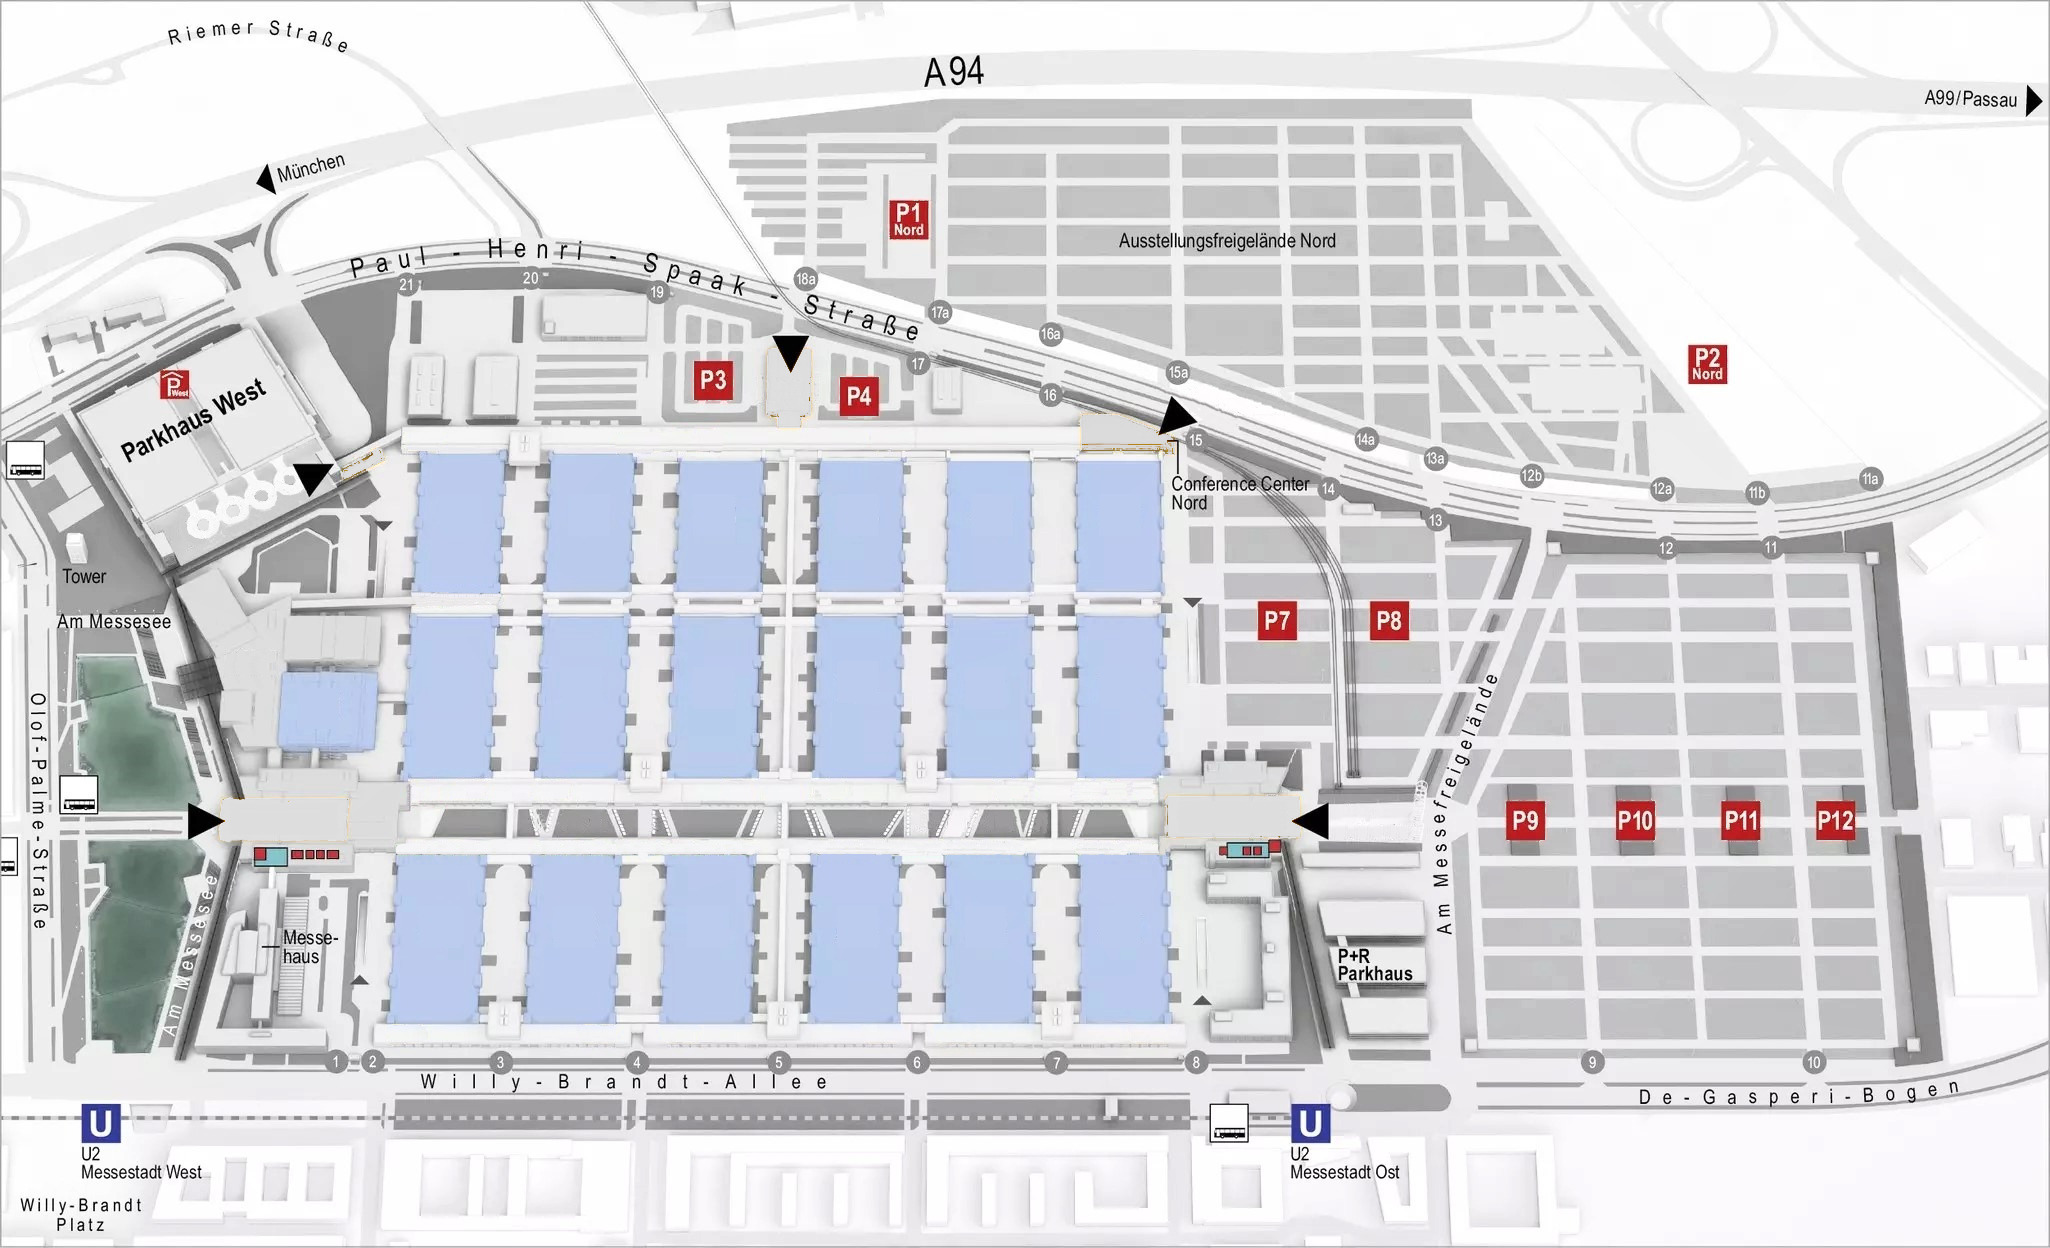 Riemer Straße
A94
A99/Passau
München
P1
Nord
Ausstellungsfreigelände Nord
Paul-Henri-Spaak-Straße
18a
21
20
19
17a
16a
17
15a
16
P2
Nord
P
West
Parkhaus West
P3
P4
15
14a
13a
12b
12a
11b
11a
Conference Center
Nord
14
13
12
11
Tower
Am Messesee
P7
P8
Olof-Palme-Straße
Am Messefreigelände
P9
P10
P11
P12
Am Messesee
Messe-
haus
P+R
Parkhaus
1
2
3
4
5
6
7
8
9
10
Willy-Brandt-Allee
De-Gasperi-Bogen
U
U2
Messestadt West
U
U2
Messestadt Ost
Willy-Brandt
Platz